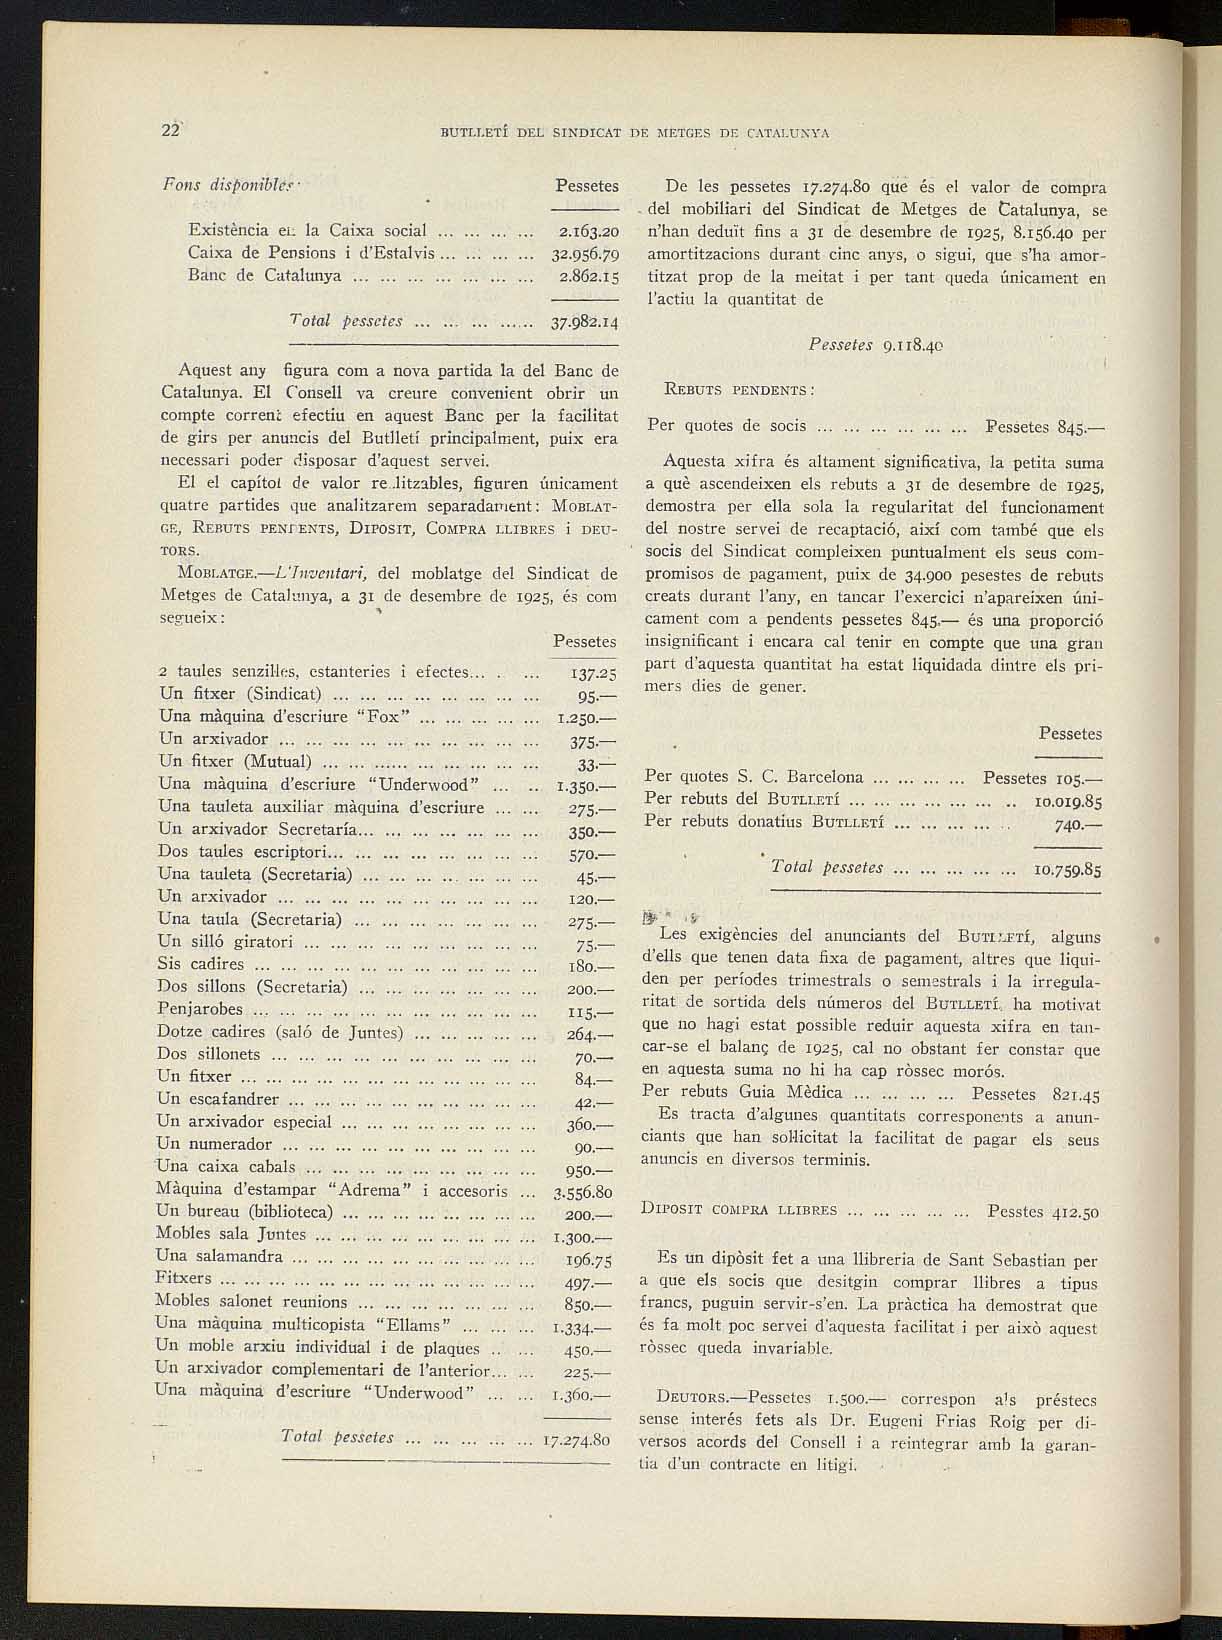 22
BUTLLETÍ DEL SINDICAT DE METGES DE CATALUNYA
Fons disponibles: Pessetes
Existència en la Caixa social ... ... ... ... 2.163.20
Caixa de Pensions i d'Estalvis ... ... ... ... 32.956.79
Banc de Catalunya ... ... ... ... ... ... ... 2.862.15
Total pessetes ... ... ... ... ... 37.982.14
Aquest any figura com a nova partida la del Banc de
Catalunya. El Consell va creure convenient obrir un
compte corrent efectiu en aquest Banc per la facilitat
de girs per anuncis del Butlletí principalment, puix era
necessari poder disposar d'aquest servei.
El el capítol de valor realitzables, figuren únicament
quatre partides que analitzarem separadament: MOBLAT-
GE, REBUTS PENDENTS, DIPOSIT, COMPRA LLIBRES i DEU-
TORS.
MOBLATGE.—L'Inventari, del moblatge del Sindicat de
Metges de Catalunya, a 31 de desembre de 1925, és com
segueix:
Pessetes
2 taules senzilles, estanteries i efectes... . ... 137.25
Un fitxer (Sindicat) ... ... ... ... ... ... ... ... 95.—
Una màquina d'escriure "Fox" ... ... ... ... ... 1.250.—
Un arxivador ... ... ... ... ... ... ... ... ... ... 375.—
Un fitxer (Mutual) ... ... ... ... ... ... ... ... 33.—
Una màquina d'escriure "Underwood" ... .. 1.350.—
Una tauleta auxiliar màquina d'escriure ... ... 275.—
Un arxivador Secretaría... ... ... ... ... ... ... 350.—
Dos taules escriptori... ... ... ... ... ... ... ... 570.—
Una tauleta (Secretaria) ... ... ... ... ... ... ... 45.—
Un arxivador ... ... ... ... ... ... ... ... ... ... 120.—
Una taula (Secretaria) ... ... ... ... ... ... ... 275.—
Un silló giratori ... ... ... ... ... ... ... ... ... 75.—
Sis cadires ... ... ... ... ... ... ... ... ... ... ... 180.—
Dos sillons (Secretaria) ... ... ... ... ... ... ... 200.—
Penjarobes ... ... ... ... ... ... ... ... ... ... ... 115.—
Dotze cadires (saló de Juntes) ... ... ... ... ... 264.—
Dos sillonets ... ... ... ... ... ... ... ... ... ... 70.—
Un fitxer ... ... ... ... ... ... ... ... ... ... ... ... 84.—
Un escafandrer ... ... ... ... ... ... ... ... ... ... 42.—
Un arxivador especial ... ... ... ... ... ... ... ... 360.—
Un numerador ... ... ... ... ... ... ... ... ... ... 90.—
Una caixa cabals ... ... ... ... ... ... ... ... ... 950.—
Màquina d'estampar "Adrema" i accesoris ... 3.556.80
Un bureau (biblioteca) ... ... ... ... ... ... ... ... 200.—
Mobles sala Juntes ... ... ... ... ... ... ... ... ... 1.300.—
Una salamandra ... ... ... ... ... ... ... ... ... ... 196.75
Fitxers ... ... ... ... ... ... ... ... ... ... ... ... ... 497.—
Mobles salonet reunions ... ... ... ... ... ... ... 850.—
Una màquina multicopista "Ellams" ... ... ... 1.334.—
Un moble arxiu individual i de plaques .. ... 450.—
Un arxivador complementari de l'anterior... ... 225.—
Una màquina d'escriure "Underwood" ... ... 1.360.—
Total pessetes ... ... ... ... ... 17.274.80
De les pessetes 17.274.80 que és el valor de compra
del mobiliari del Sindicat de Metges de Catalunya, se
n'han deduït fins a 31 de desembre de 1925, 8.156.40 per
amortitzacions durant cinc anys, o sigui, que s'ha amor-
titzat prop de la meitat i per tant queda únicament en
l'actiu la quantitat de
Pessetes 9.118.40
REBUTS PENDENTS:
Per quotes de socis ... ... ... ... ... ... Pessetes 845.—
Aquesta xifra és altament significativa, la petita suma
a què ascendeixen els rebuts a 31 de desembre de 1925,
demostra per ella sola la regularitat del funcionament
del nostre servei de recaptació, així com també que els
socis del Sindicat compleixen puntualment els seus com-
promisos de pagament, puix de 34.900 pesestes de rebuts
creats durant l'any, en tancar l'exercici n'apareixen úni-
cament com a pendents pessetes 845.— és una proporció
insignificant i encara cal tenir en compte que una gran
part d'aquesta quantitat ha estat liquidada dintre els pri-
mers dies de gener.
Pessetes
Per quotes S. C. Barcelona ... ... ... ... Pessetes 105.—
Per rebuts del BUTLLETÍ ... ... ... ... ... ... .. 10.019.85
Per rebuts donatius BUTLLETÍ ... ... ... ... .. 740.—
Total pessetes ... ... ... ... ... 10.759.85
Les exigències del anunciants del BUTLLETÍ, alguns
d'ells que tenen data fixa de pagament, altres que liqui-
den per períodes trimestrals o semestrals i la irregula-
ritat de sortida dels números del BUTLLETÍ, ha motivat
que no hagi estat possible reduir aquesta xifra en tan-
car-se el balanç de 1925, cal no obstant fer constar que
en aquesta suma no hi ha cap ròssec morós.
Per rebuts Guia Mèdica ... ... ... ... Pessetes 821.45
Es tracta d'algunes quantitats corresponents a anun-
ciants que han sol·licitat la facilitat de pagar els seus
anuncis en diversos terminis.
DIPOSIT COMPRA LLIBRES ... ... ... ... ... Pesstes 412.50
Es un dipòsit fet a una llibreria de Sant Sebastian per
a que els socis que desitgin comprar llibres a tipus
francs, puguin servir-s'en. La pràctica ha demostrat que
és fa molt poc servei d'aquesta facilitat i per això aquest
ròssec queda invariable.
DEUTORS.—Pessetes 1.500.— correspon als préstecs
sense interés fets als Dr. Eugeni Frias Roig per di-
versos acords del Consell i a reintegrar amb la garan-
tia d'un contracte en litigi.